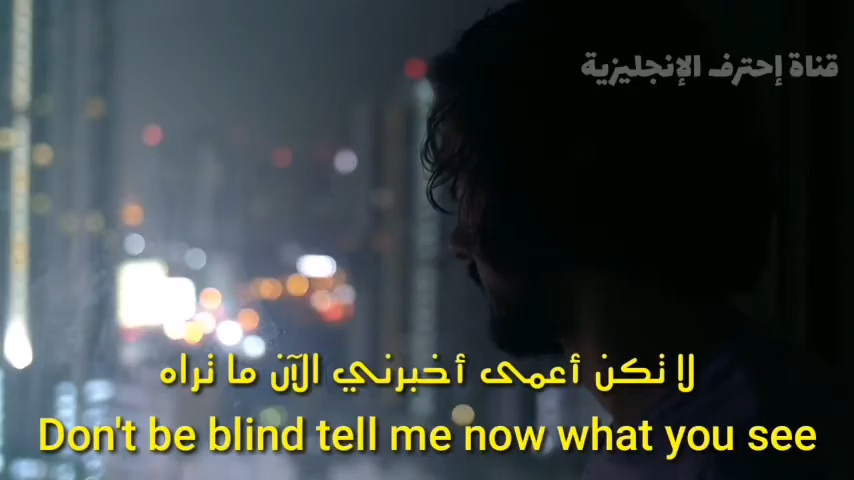 قناة إحترف الإنجليزية
لا تكن أعمى أخبرني الآن ما تراه
Don't be blind tell me now what you see